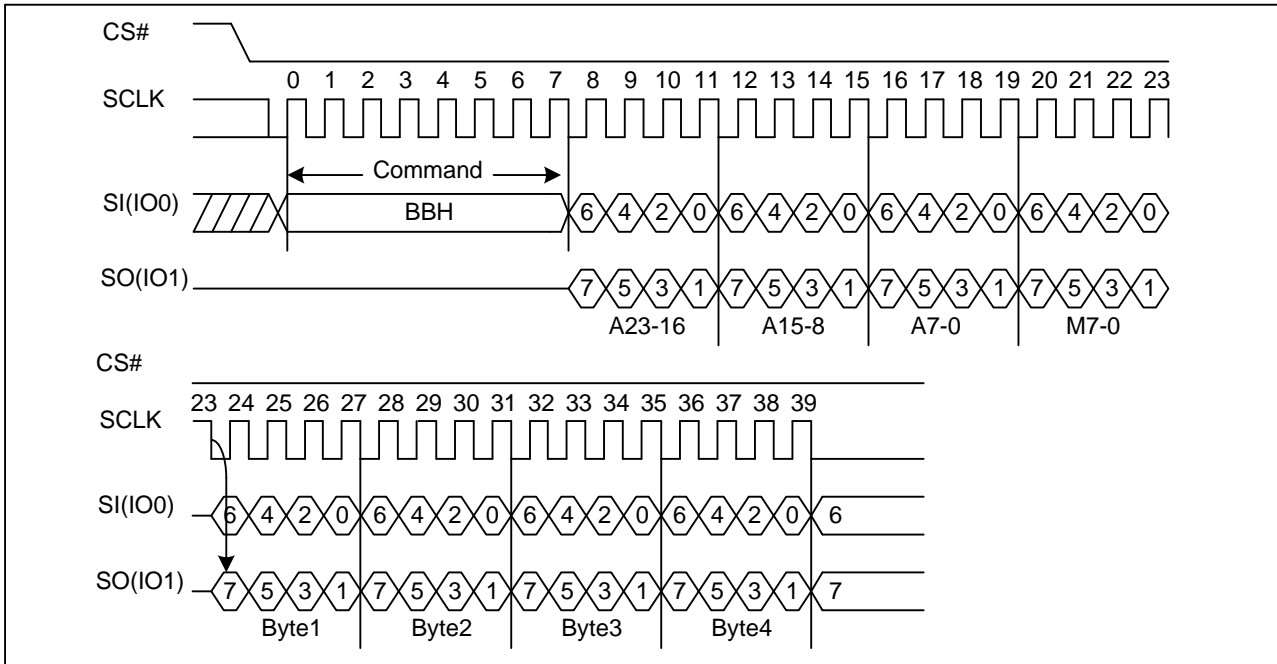 CS#
0 1 2 3 4 5 6 7 8 9 10 11 12 13 14 15 16 17 18 19 20 21 22 23
SCLK
Command
SI(IO0) BBH 6 4 2 0 6 4 2 0 6 4 2 0 6 4 2 0
SO(IO1) 7 5 3 1 7 5 3 1 7 5 3 1 7 5 3 1
A23-16 A15-8 A7-0 M7-0
CS#
23 24 25 26 27 28 29 30 31 32 33 34 35 36 37 38 39
SCLK
SI(IO0) 6 4 2 0 6 4 2 0 6 4 2 0 6 4 2 0 6
SO(IO1) 7 5 3 1 7 5 3 1 7 5 3 1 7 5 3 1 7
Byte1 Byte2 Byte3 Byte4